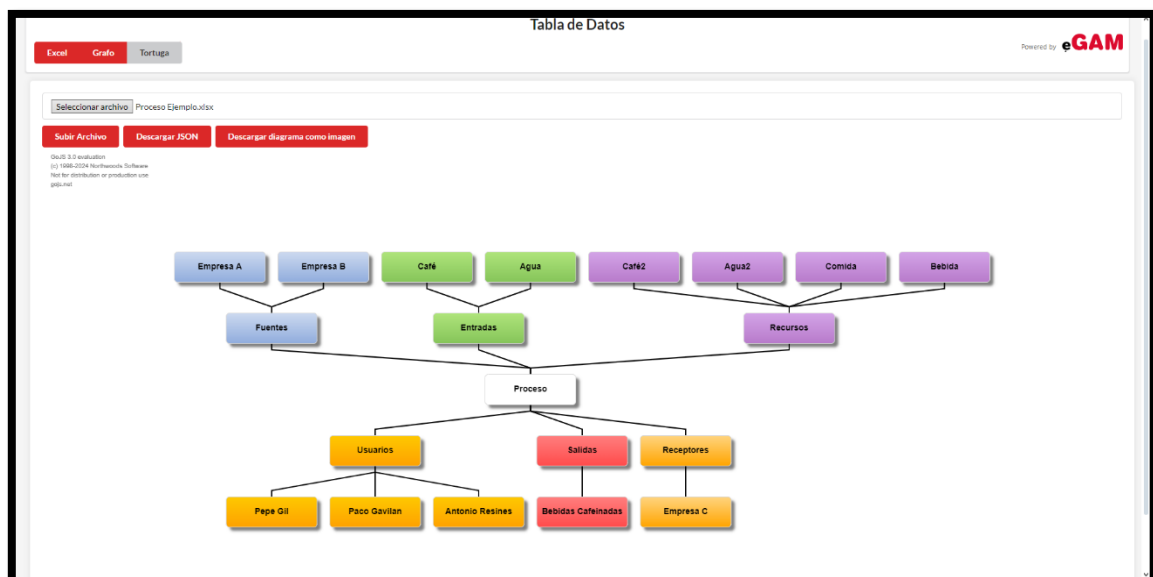 Tabla de Datos
Excel Grafo Tortuga
Powered by eGAM
Seleccionar archivo Proceso Ejemplo.xlsx
Subir Archivo Descargar JSON Descargar diagrama como imagen
GoJS 3.0 evaluation
(c) 1998-2024 Northwoods Software
Not for distribution or production use
gojs.net
Empresa A Empresa B Café Agua Café2 Agua2 Comida Bebida
Fuentes Entradas Recursos
Proceso
Usuarios Salidas Receptores
Pepe Gil Paco Gavilan Antonio Resines Bebidas Cafeinadas Empresa C